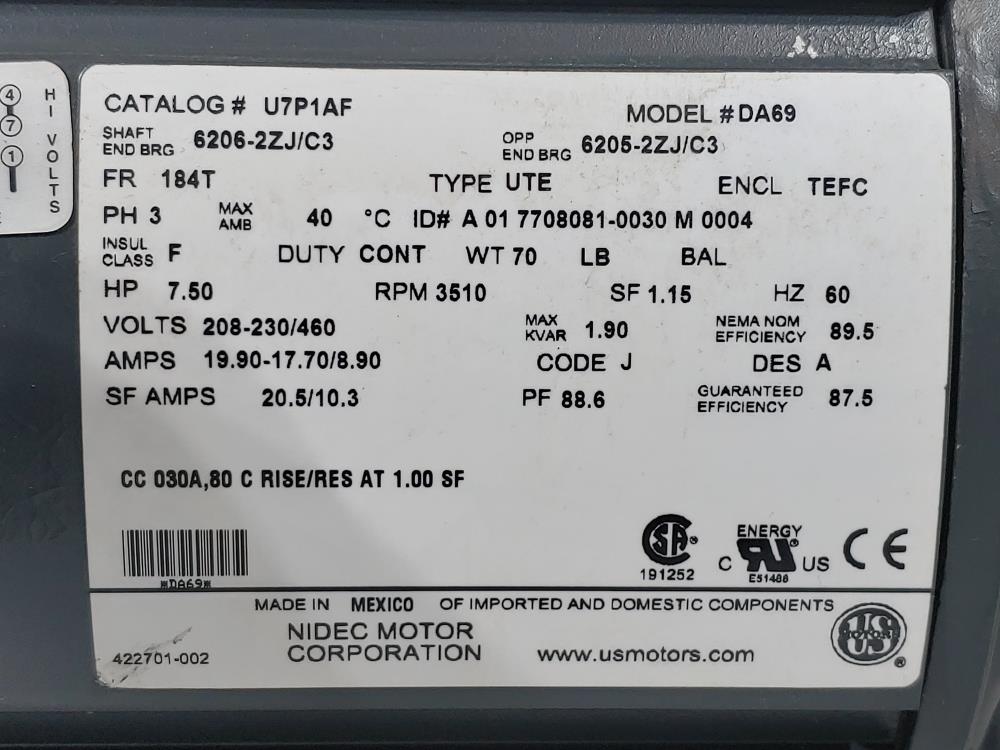 4
7
1
HI VOLTS
E
CATALOG # U7P1AF MODEL # DA69
SHAFT END BRG 6206-2ZJ/C3 OPP END BRG 6205-2ZJ/C3
FR 184T TYPE UTE ENCL TEFC
PH 3 MAX AMB 40 °C ID# A 01 7708081-0030 M 0004
INSUL CLASS F DUTY CONT WT 70 LB BAL
HP 7.50 RPM 3510 SF 1.15 HZ 60
VOLTS 208-230/460 MAX KVAR 1.90 NEMA NOM EFFICIENCY 89.5
AMPS 19.90-17.70/8.90 CODE J DES A
SF AMPS 20.5/10.3 PF 88.6 GUARANTEED EFFICIENCY 87.5
CC 030A,80 C RISE/RES AT 1.00 SF
*DA69*
SA ® 191252
ENERGY C UR US E51486
CE
MADE IN MEXICO OF IMPORTED AND DOMESTIC COMPONENTS
NIDEC MOTOR
CORPORATION www.usmotors.com
422701-002
US MOTORS ®